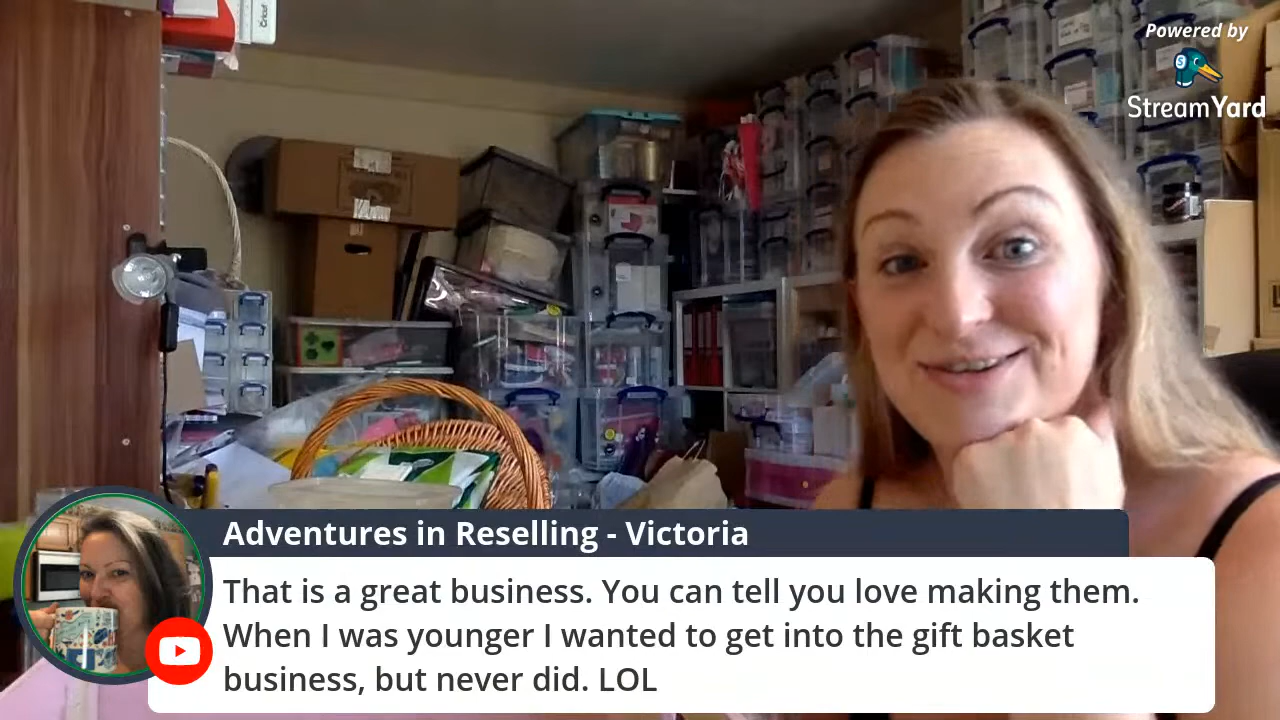 Cricut
Powered by
StreamYard
Adventures in Reselling - Victoria
That is a great business. You can tell you love making them.
When I was younger I wanted to get into the gift basket
business, but never did. LOL